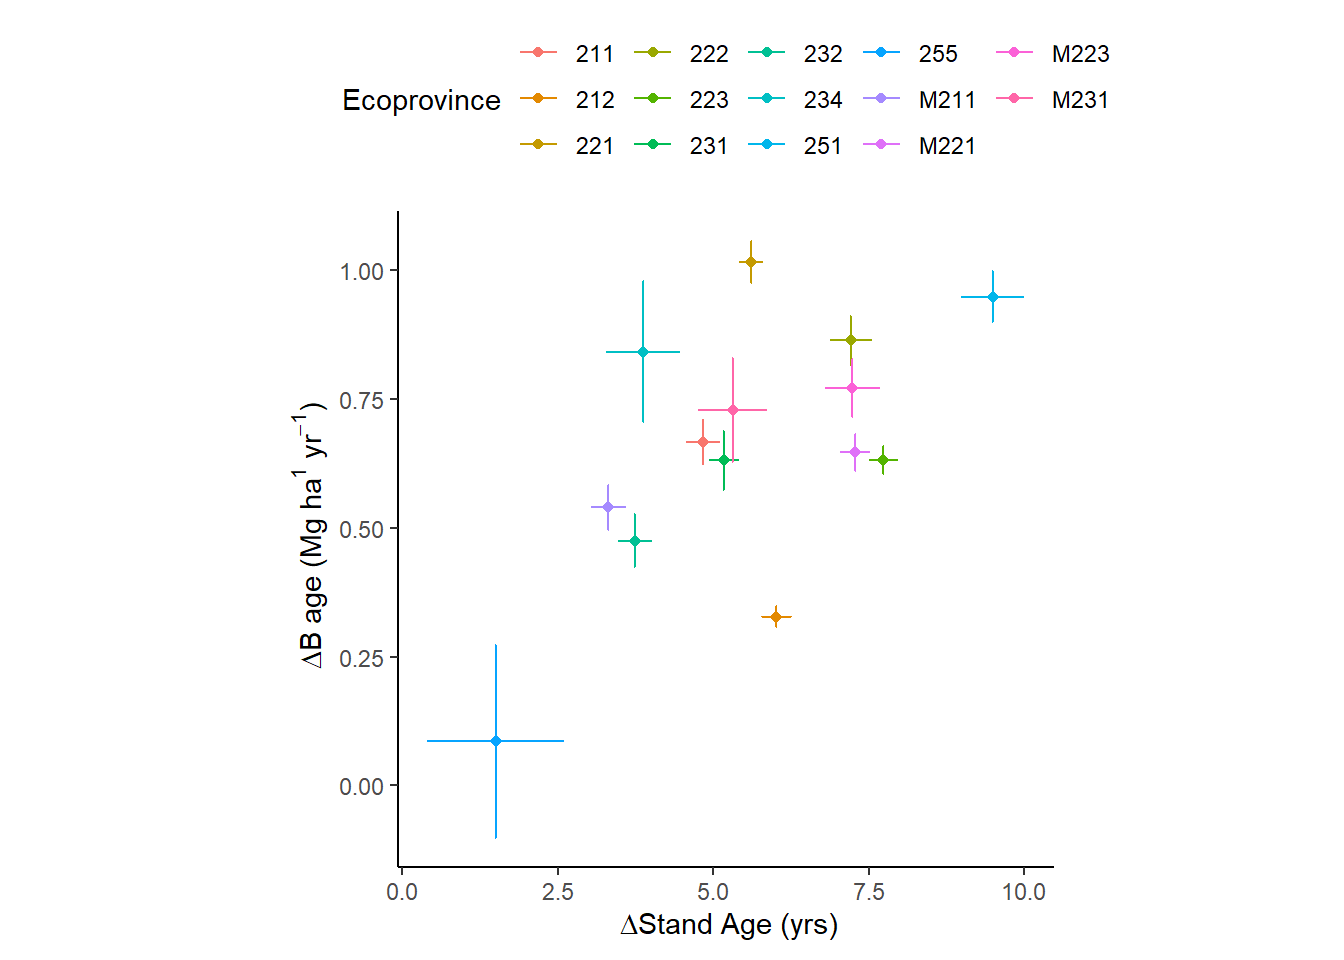 211 222 232 255 M223
Ecoprovince 212 223 234 M211 M231
221 231 251 M221
ΔB age (Mg ha¹ yr⁻¹)
1.00
0.75
0.50
0.25
0.00
0.0 2.5 5.0 7.5 10.0
ΔStand Age (yrs)